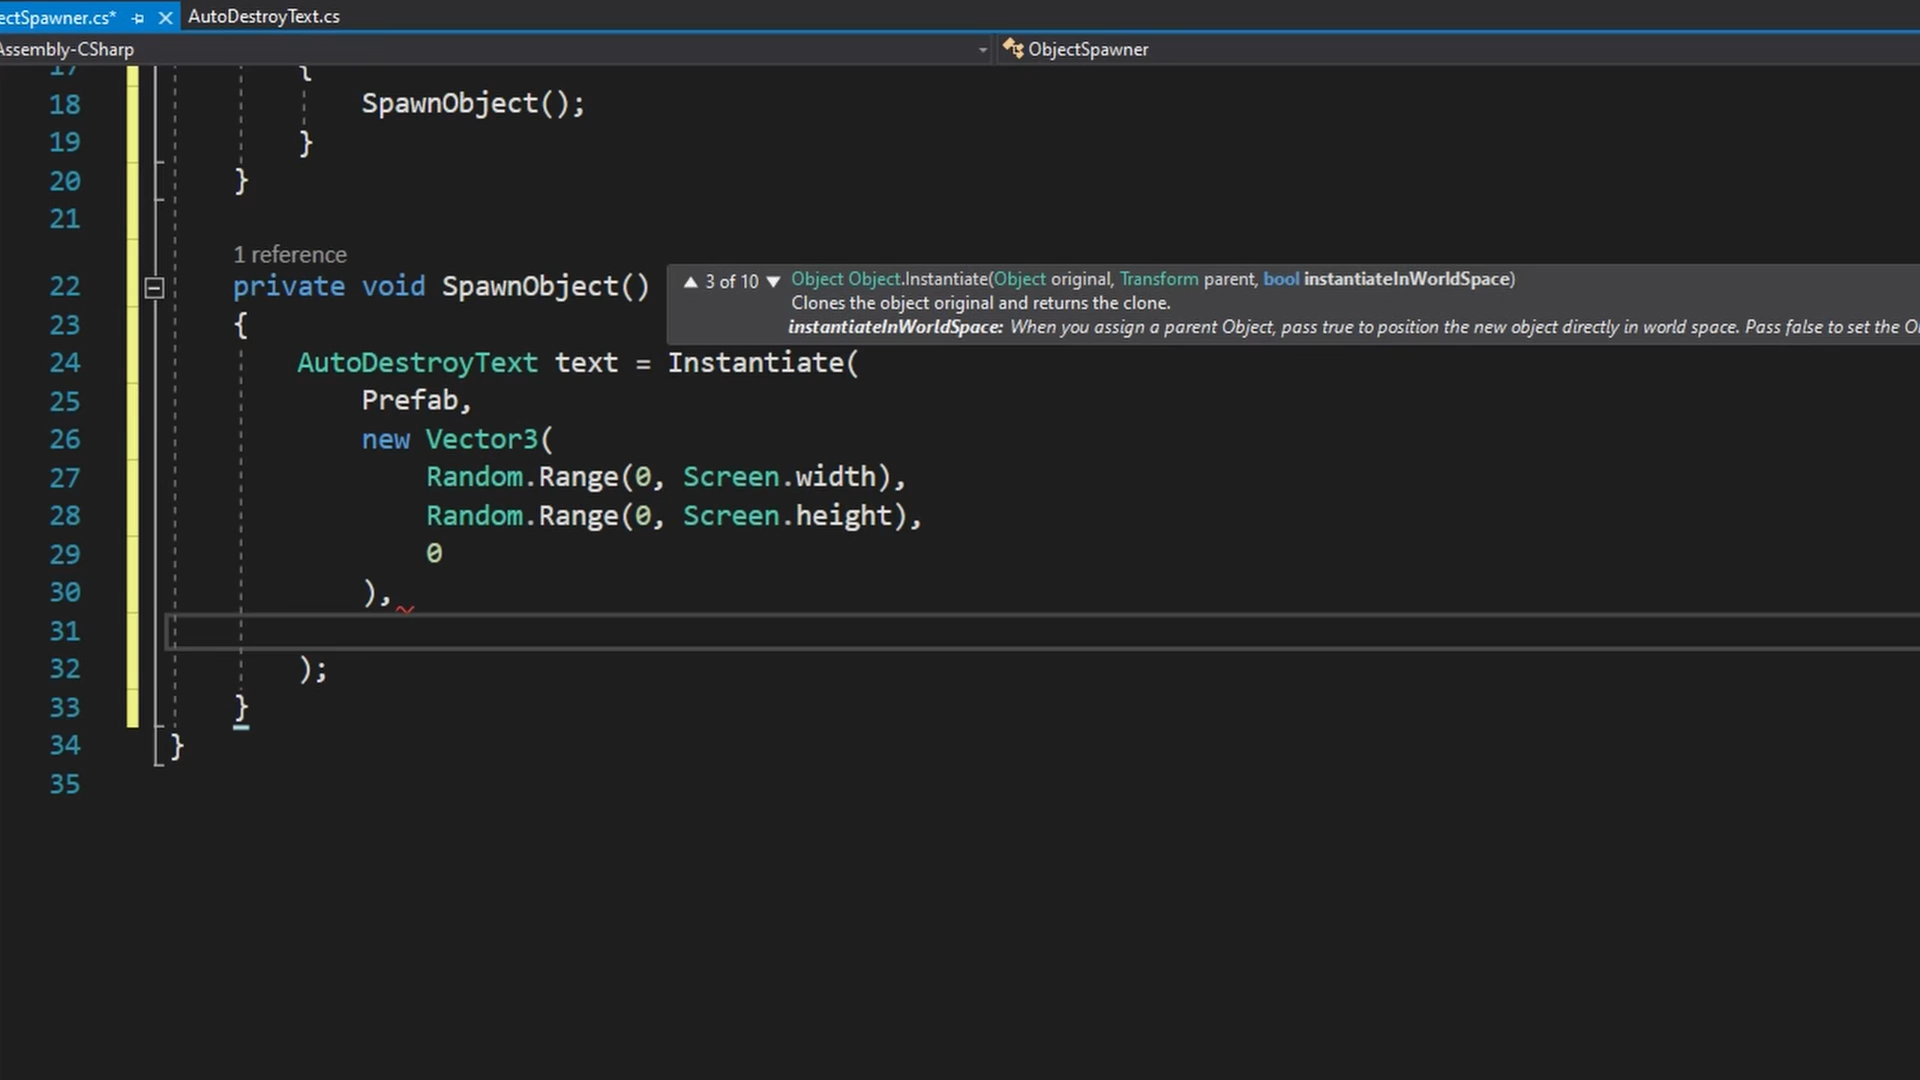 ectSpawner.cs* AutoDestroyText.cs
Assembly-CSharp ObjectSpawner
17 {
18 SpawnObject();
19 }
20 }
21
1 reference
22 private void SpawnObject()
▲ 3 of 10 ▼ Object Object.Instantiate(Object original, Transform parent, bool instantiateInWorldSpace)
Clones the object original and returns the clone.
instantiateInWorldSpace: When you assign a parent Object, pass true to position the new object directly in world space. Pass false to set the O
23 {
24 AutoDestroyText text = Instantiate(
25 Prefab,
26 new Vector3(
27 Random.Range(0, Screen.width),
28 Random.Range(0, Screen.height),
29 0
30 ),
31
32 );
33 }
34 }
35